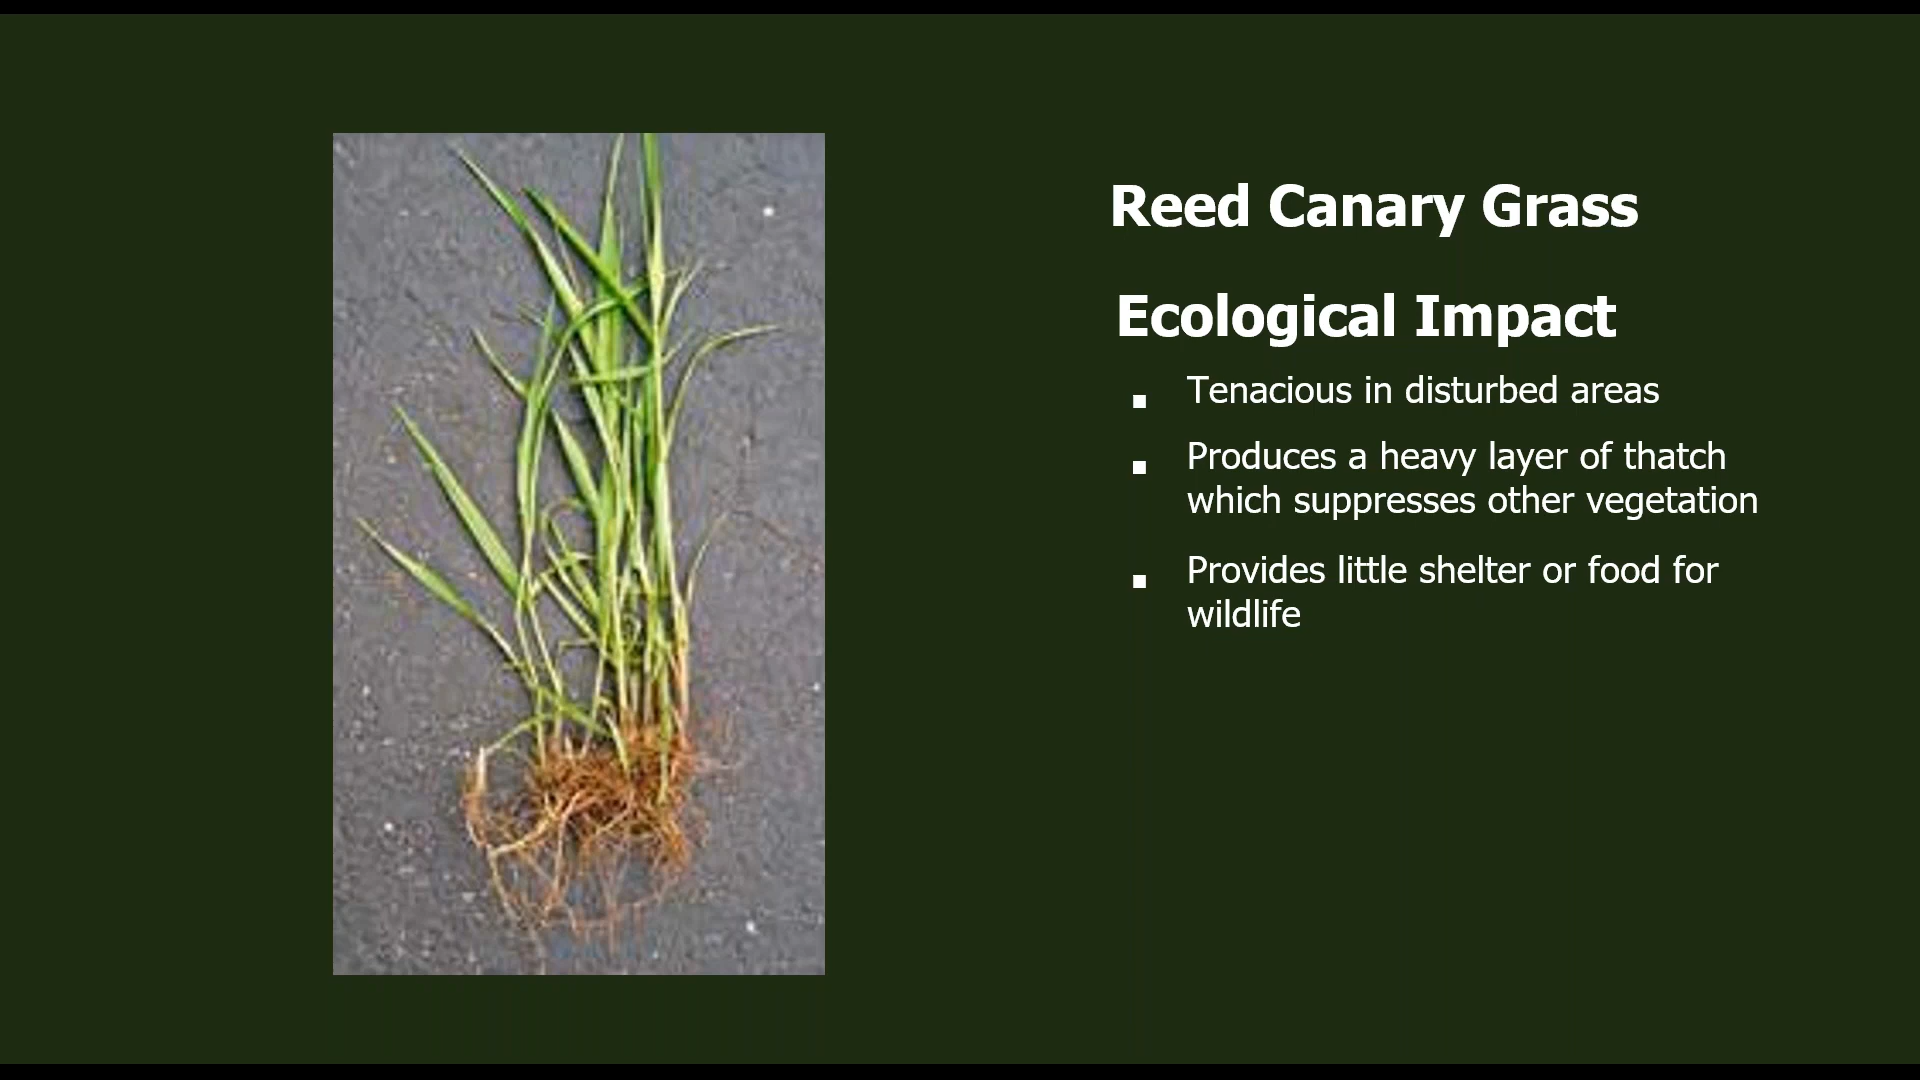 Reed Canary Grass
Ecological Impact
▪ Tenacious in disturbed areas
▪ Produces a heavy layer of thatch
which suppresses other vegetation
▪ Provides little shelter or food for
wildlife